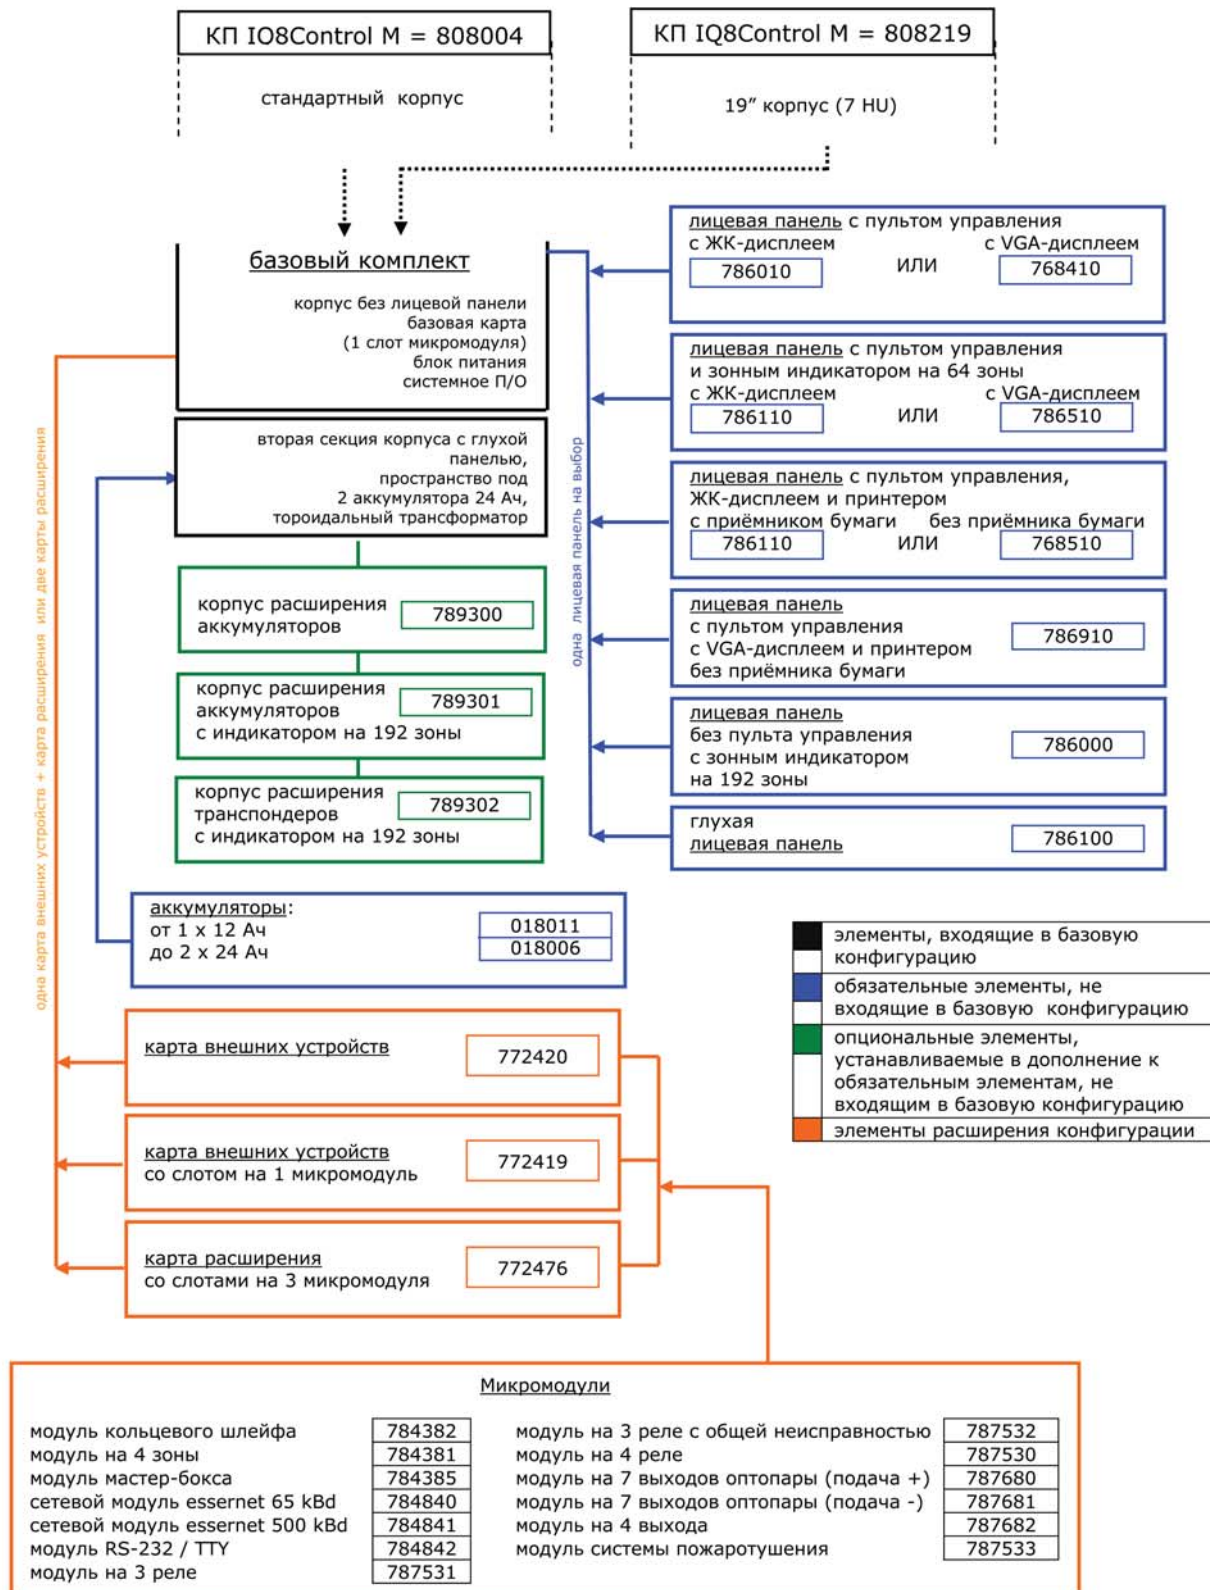 КП IO8Control M = 808004
КП IQ8Control M = 808219
стандартный корпус
19” корпус (7 HU)
базовый комплект
корпус без лицевой панели
базовая карта
(1 слот микромодуля)
блок питания
системное П/О
вторая секция корпуса с глухой
панелью,
пространство под
2 аккумулятора 24 Ач,
тороидальный трансформатор
корпус расширения
аккумуляторов
789300
корпус расширения
аккумуляторов
с индикатором на 192 зоны
789301
корпус расширения
транспондеров
с индикатором на 192 зоны
789302
одна карта внешних устройств + карта расширения или две карты расширения
одна лицевая панель на выбор
лицевая панель с пультом управления
с ЖК-дисплеем с VGA-дисплеем
786010 ИЛИ 768410
лицевая панель с пультом управления
и зонным индикатором на 64 зоны
с ЖК-дисплеем с VGA-дисплеем
786110 ИЛИ 786510
лицевая панель с пультом управления,
ЖК-дисплеем и принтером
с приёмником бумаги без приёмника бумаги
786110 ИЛИ 768510
лицевая панель
с пультом управления
с VGA-дисплеем и принтером
без приёмника бумаги
786910
лицевая панель
без пульта управления
с зонным индикатором
на 192 зоны
786000
глухая
лицевая панель
786100
аккумуляторы:
от 1 x 12 Ач 018011
до 2 x 24 Ач 018006
элементы, входящие в базовую
конфигурацию
обязательные элементы, не
входящие в базовую конфигурацию
опциональные элементы,
устанавливаемые в дополнение к
обязательным элементам, не
входящим в базовую конфигурацию
элементы расширения конфигурации
карта внешних устройств
772420
карта внешних устройств
со слотом на 1 микромодуль
772419
карта расширения
со слотами на 3 микромодуля
772476
Микромодули
модуль кольцевого шлейфа 784382
модуль на 4 зоны 784381
модуль мастер-бокса 784385
сетевой модуль essernet 65 kBd 784840
сетевой модуль essernet 500 kBd 784841
модуль RS-232 / TTY 784842
модуль на 3 реле 787531
модуль на 3 реле с общей неисправностью 787532
модуль на 4 реле 787530
модуль на 7 выходов оптопары (подача +) 787680
модуль на 7 выходов оптопары (подача -) 787681
модуль на 4 выхода 787682
модуль системы пожаротушения 787533